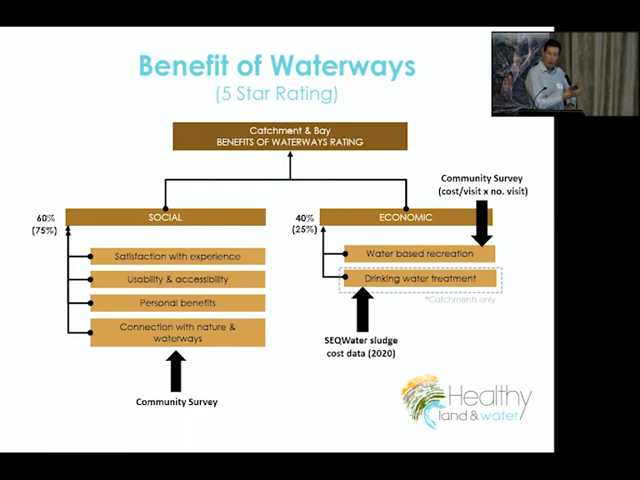 Benefit of Waterways
(5 Star Rating)
Catchment & Bay
BENEFITS OF WATERWAYS RATING
Community Survey
(cost/visit x no. visit)
60%
(75%)
SOCIAL
40%
(25%)
ECONOMIC
Satisfaction with experience
Usability & accessibility
Personal benefits
Connection with nature &
waterways
Water based recreation
Drinking water treatment
*Catchments only
SEQWater sludge
cost data (2020)
Community Survey
Healthy
land & water